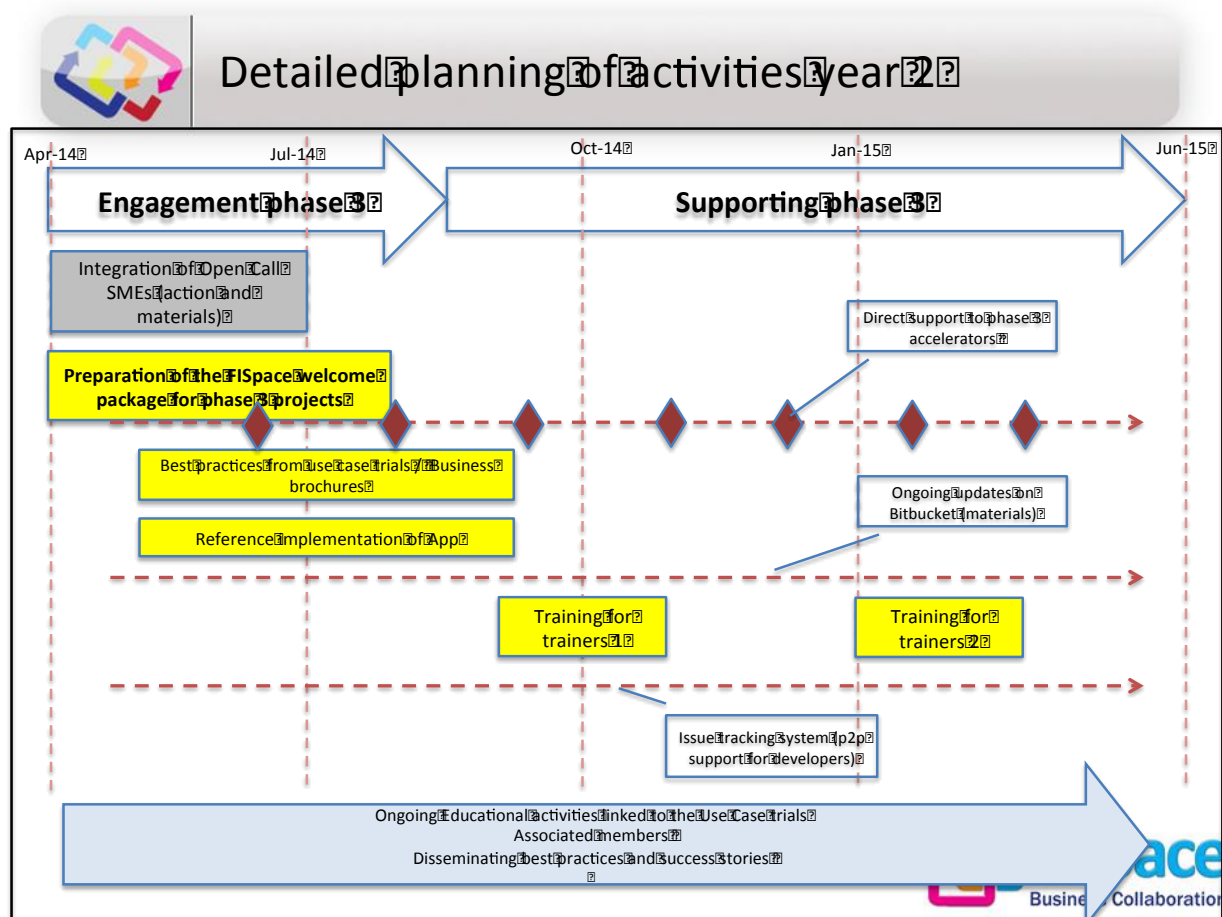 Detailed planning of activities year 2
Apr-14
Jul-14
Oct-14
Jan-15
Jun-15
Engagement phase 3
Supporting phase 3
Integration of Open Call
SMEs (action and
materials)
Direct support to phase 3
accelerators
Preparation of the FISpace welcome
package for phase 3 projects
Best practices from use case trials / Business
brochures
Ongoing updates on
Bitbucket (materials)
Reference implementation of App
Training for
trainers 1
Training for
trainers 2
Issue tracking system (p2p
support for developers)
Ongoing Educational activities linked to the Use Case trials
Associated members
Disseminating best practices and success stories
ace
Business Collaboration